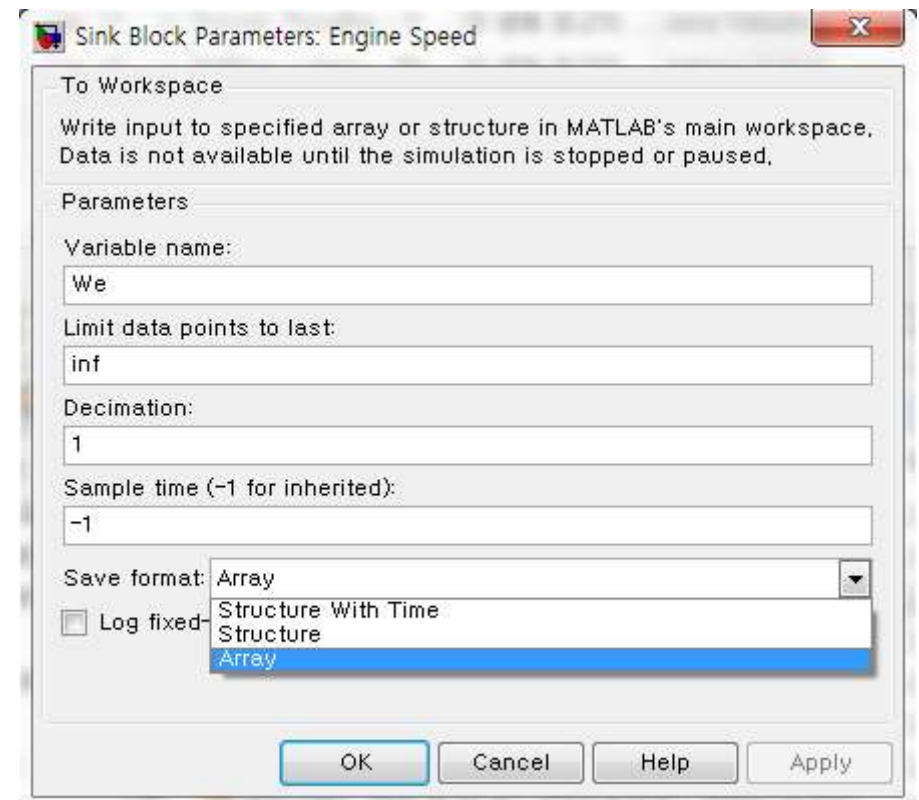 Sink Block Parameters: Engine Speed
To Workspace
Write input to specified array or structure in MATLAB's main workspace,
Data is not available until the simulation is stopped or paused,
Parameters
Variable name:
We
Limit data points to last:
inf
Decimation:
1
Sample time (-1 for inherited):
-1
Save format: Array
Structure With Time
Log fixed-
Structure
Array
OK Cancel Help Apply